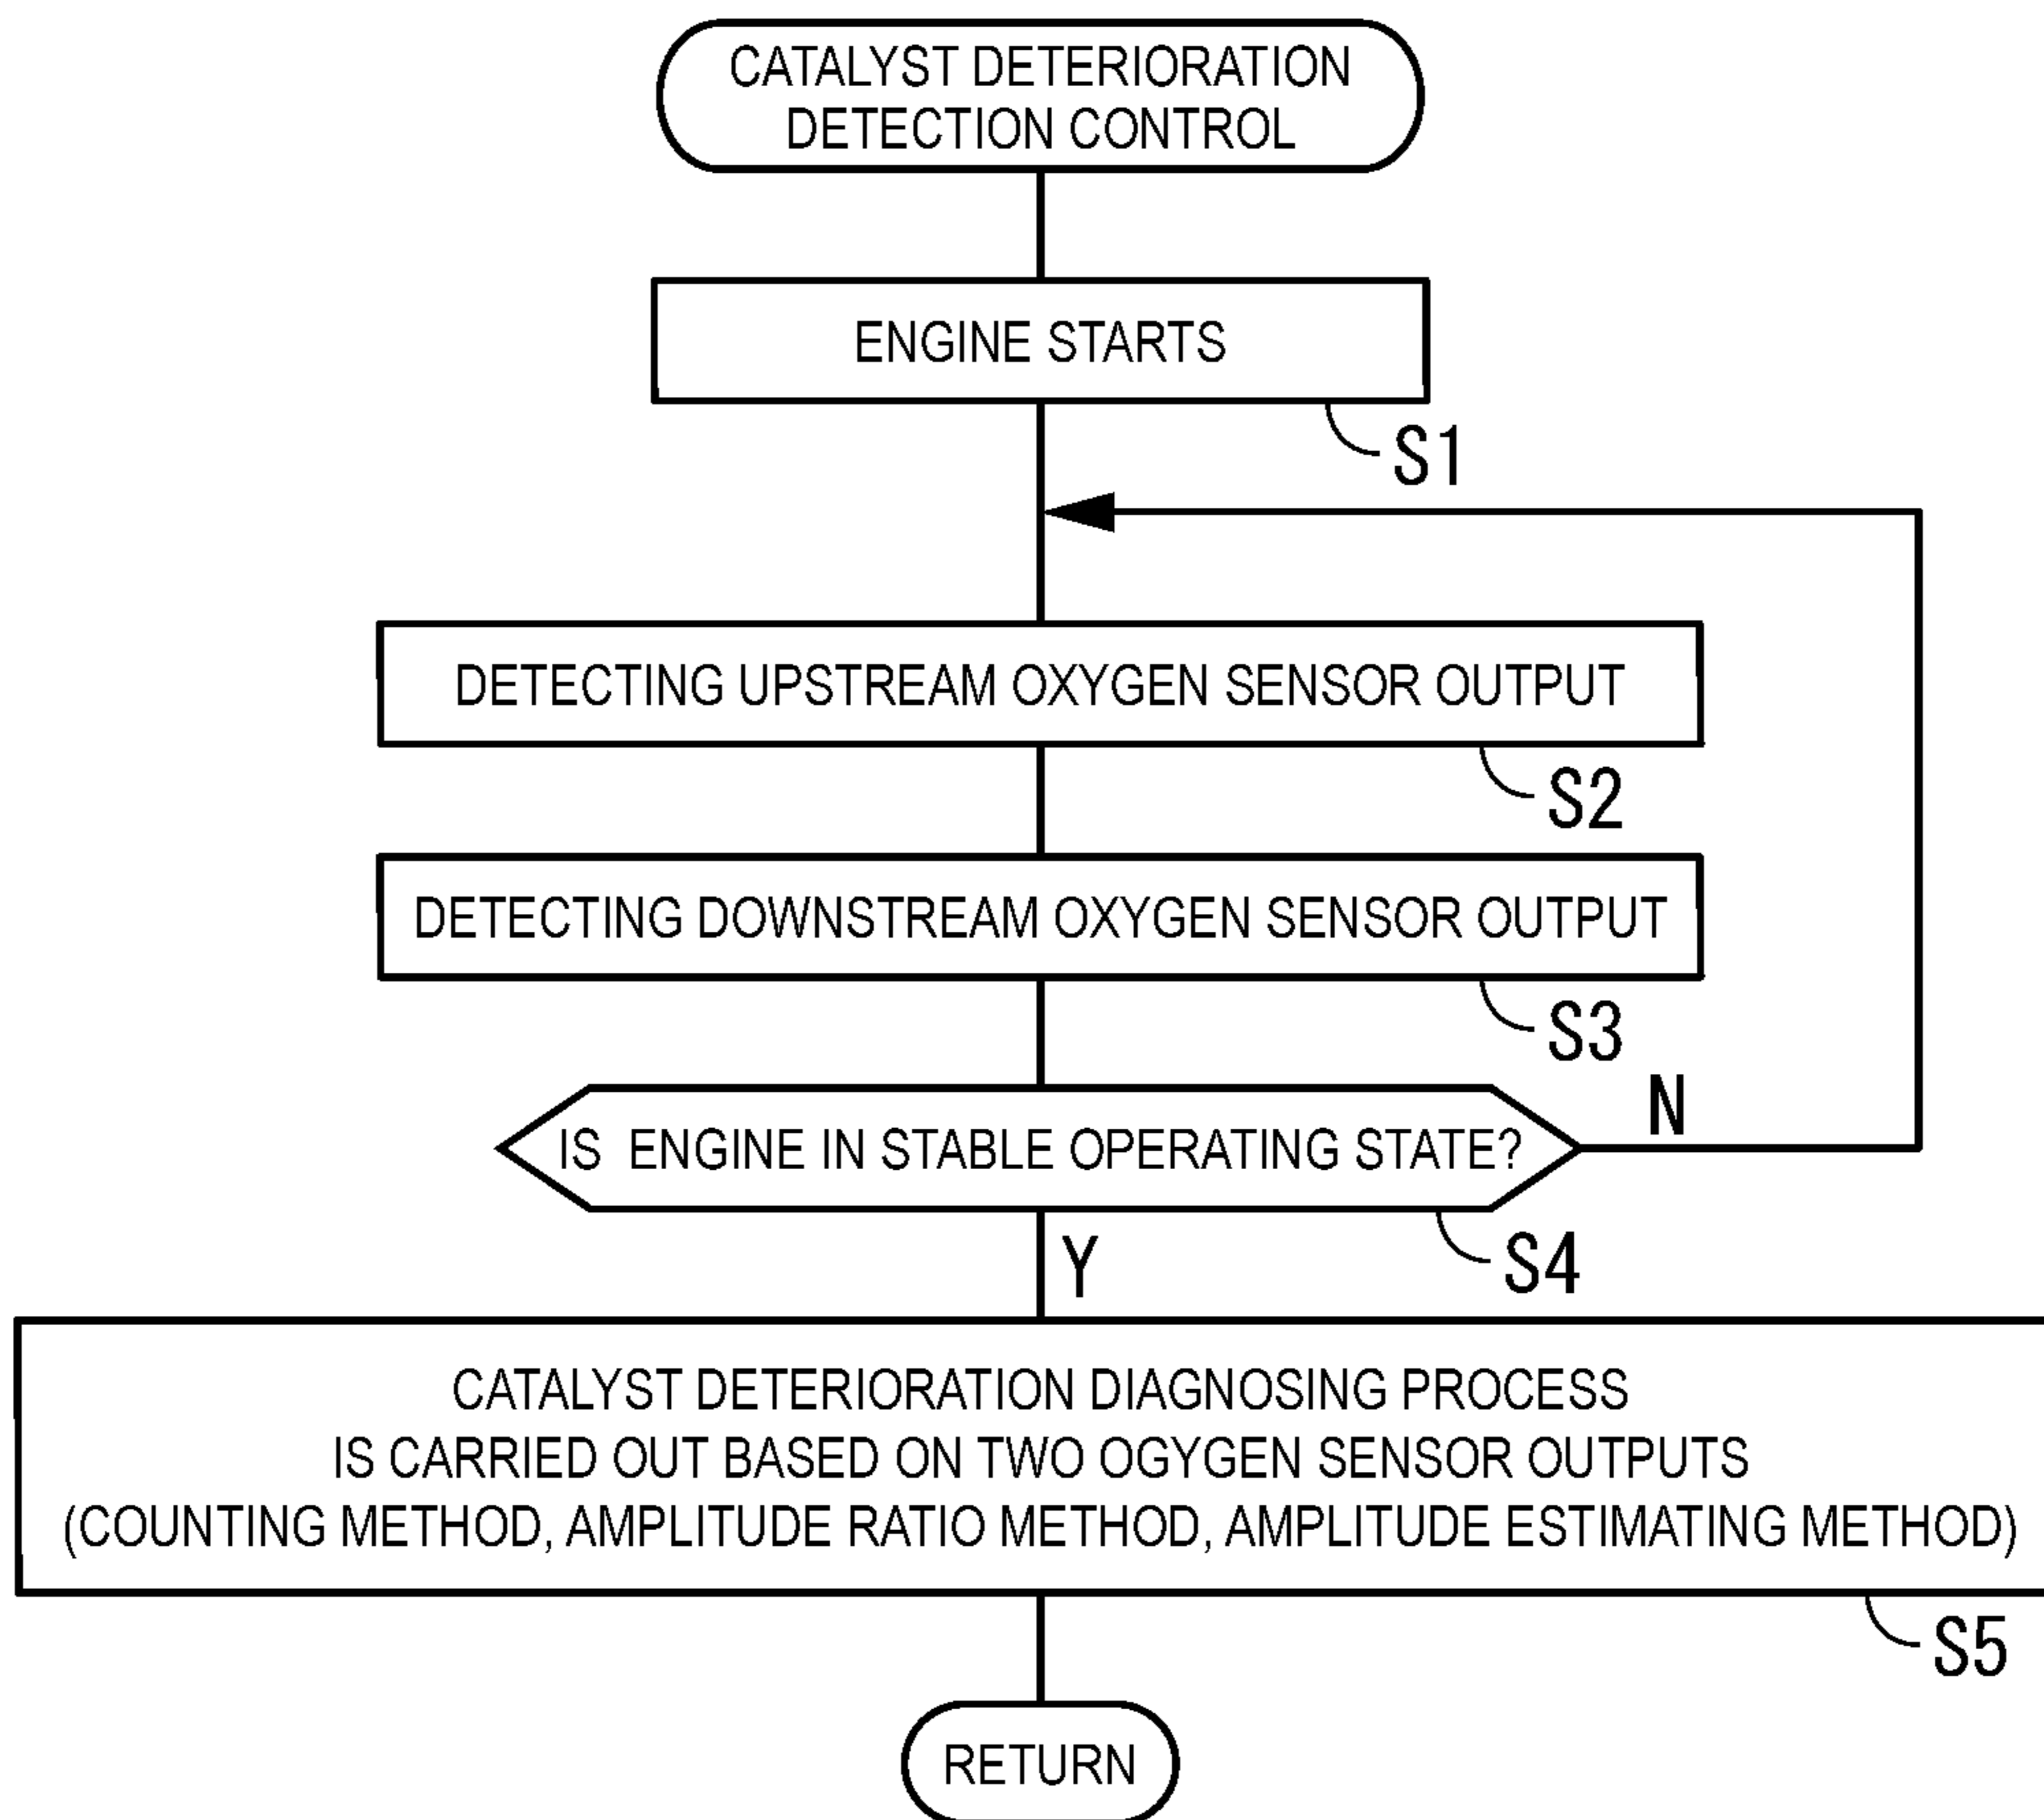 CATALYST DETERIORATION
DETECTION CONTROL
ENGINE STARTS
S1
DETECTING UPSTREAM OXYGEN SENSOR OUTPUT
S2
DETECTING DOWNSTREAM OXYGEN SENSOR OUTPUT
S3
IS ENGINE IN STABLE OPERATING STATE?
N
S4
Y
CATALYST DETERIORATION DIAGNOSING PROCESS
IS CARRIED OUT BASED ON TWO OGYGEN SENSOR OUTPUTS
(COUNTING METHOD, AMPLITUDE RATIO METHOD, AMPLITUDE ESTIMATING METHOD)
S5
RETURN